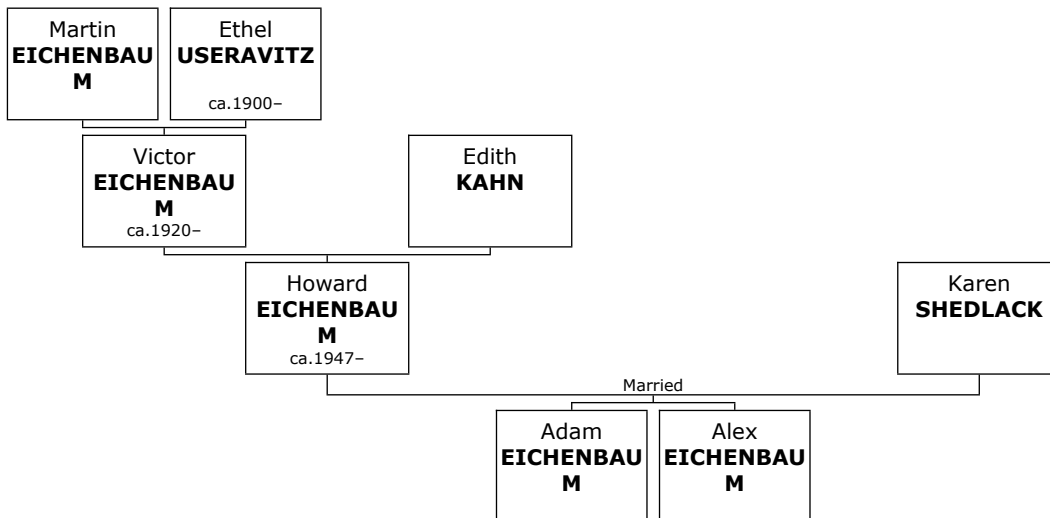 Martin
EICHENBAU
M
Ethel
USERAVITZ
ca.1900–
Victor
EICHENBAU
M
ca.1920–
Edith
KAHN
Howard
EICHENBAU
M
ca.1947–
Karen
SHEDLACK
Married
Adam
EICHENBAU
M
Alex
EICHENBAU
M